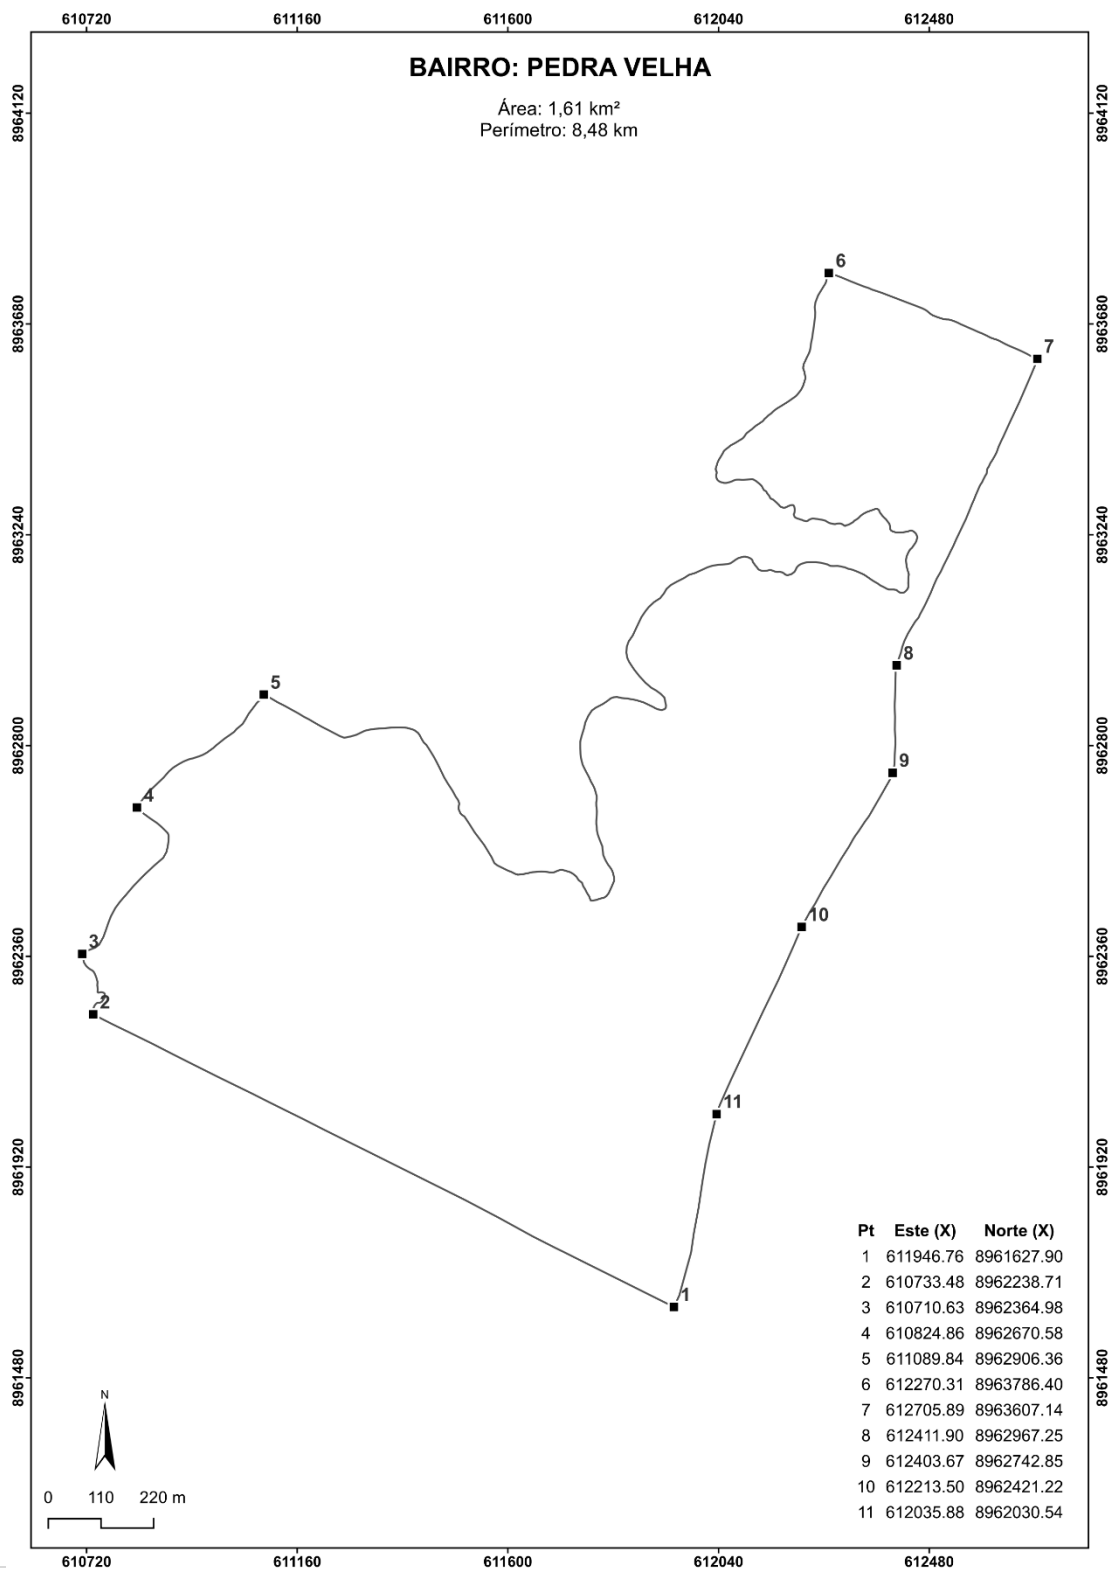 610720 611160 611600 612040 612480
BAIRRO: PEDRA VELHA
Área: 1,61 km²
Perímetro: 8,48 km
8964120 8964120
6
8963680 8963680
7
8963240 8963240
8
5
8962800 8962800
9
4
10
3
8962360 8962360
2
11
8961920 8961920
1
8961480 8961480
Pt Este (X) Norte (X)
1 611946.76 8961627.90
2 610733.48 8962238.71
3 610710.63 8962364.98
4 610824.86 8962670.58
5 611089.84 8962906.36
6 612270.31 8963786.40
7 612705.89 8963607.14
8 612411.90 8962967.25
9 612403.67 8962742.85
10 612213.50 8962421.22
11 612035.88 8962030.54
N
0 110 220 m
610720 611160 611600 612040 612480